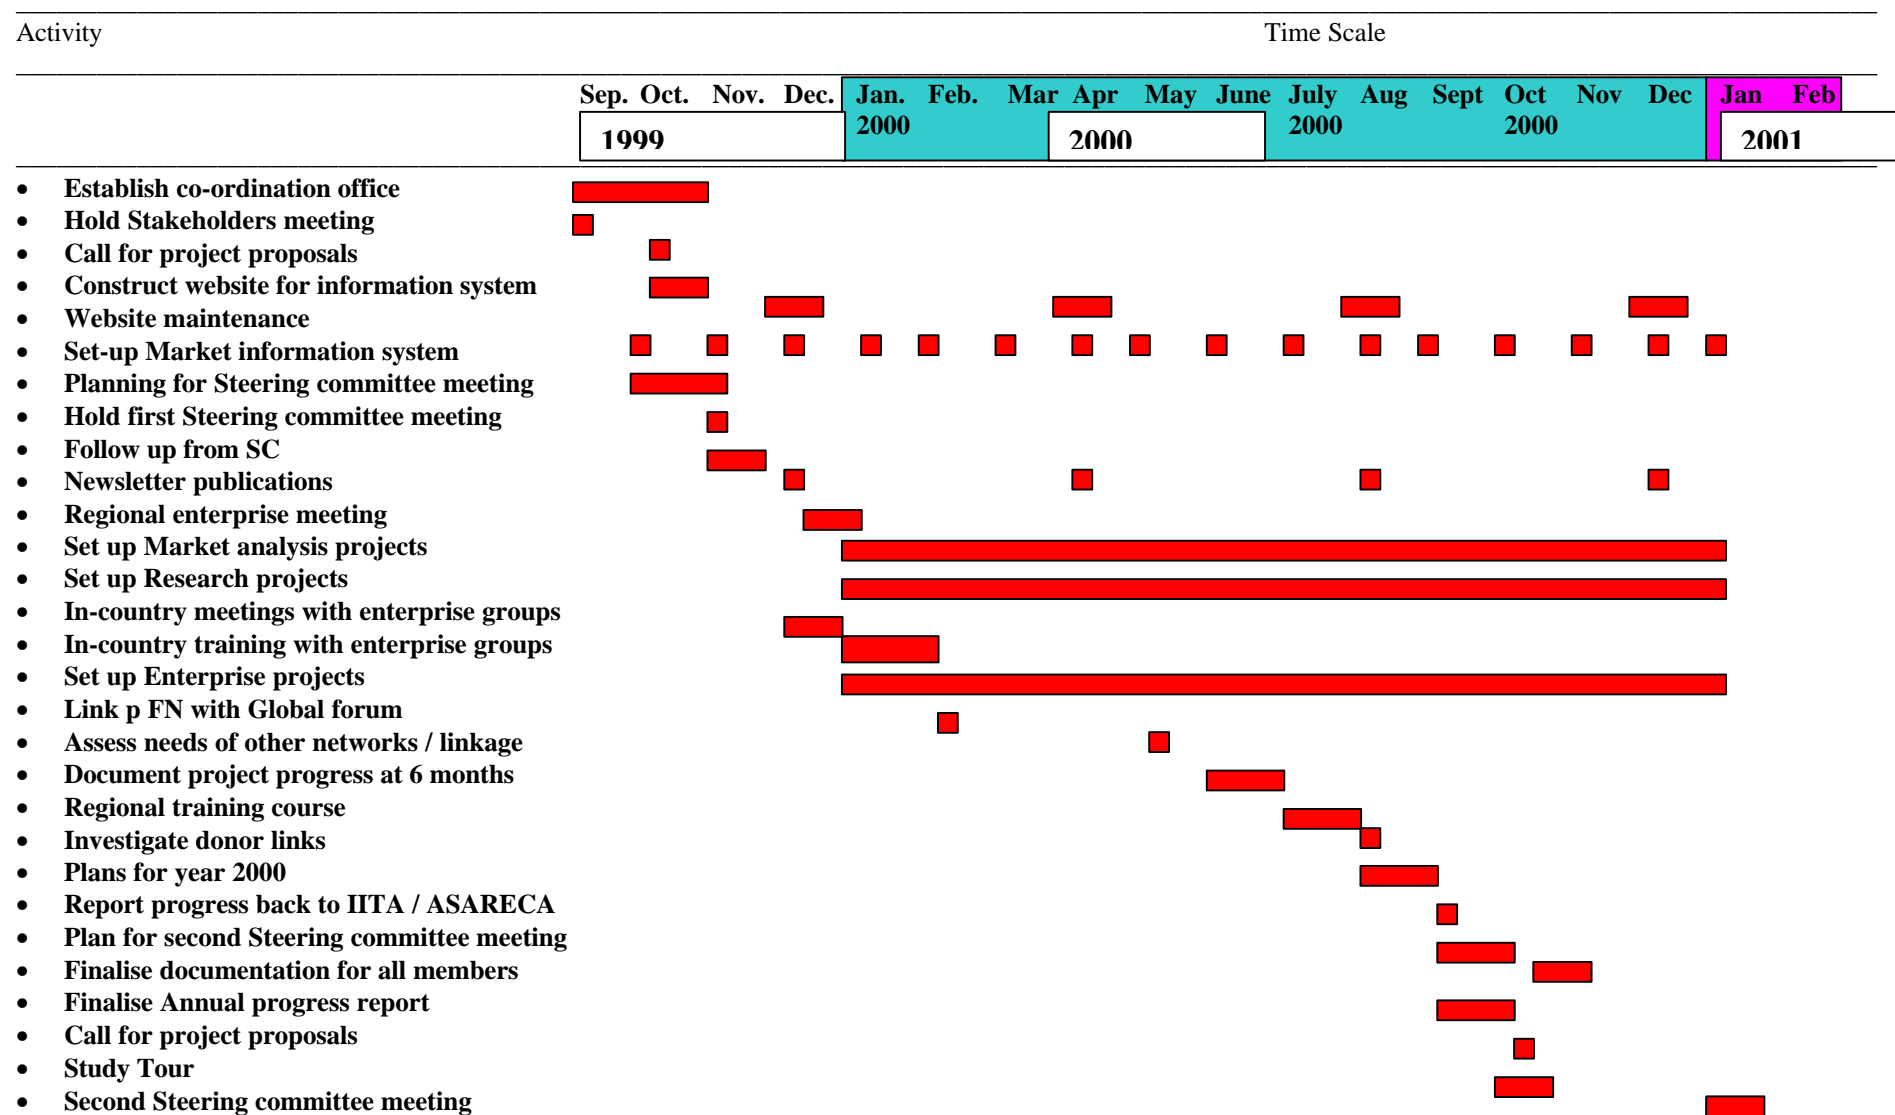 Activity Time Scale
Sep. Oct. Nov. Dec. Jan. Feb. Mar Apr May June July Aug Sept Oct Nov Dec Jan Feb
2000 2000 2000
1999 2000 2001
• Establish co-ordination office
• Hold Stakeholders meeting
• Call for project proposals
• Construct website for information system
• Website maintenance
• Set-up Market information system
• Planning for Steering committee meeting
• Hold first Steering committee meeting
• Follow up from SC
• Newsletter publications
• Regional enterprise meeting
• Set up Market analysis projects
• Set up Research projects
• In-country meetings with enterprise groups
• In-country training with enterprise groups
• Set up Enterprise projects
• Link p FN with Global forum
• Assess needs of other networks / linkage
• Document project progress at 6 months
• Regional training course
• Investigate donor links
• Plans for year 2000
• Report progress back to IITA / ASARECA
• Plan for second Steering committee meeting
• Finalise documentation for all members
• Finalise Annual progress report
• Call for project proposals
• Study Tour
• Second Steering committee meeting